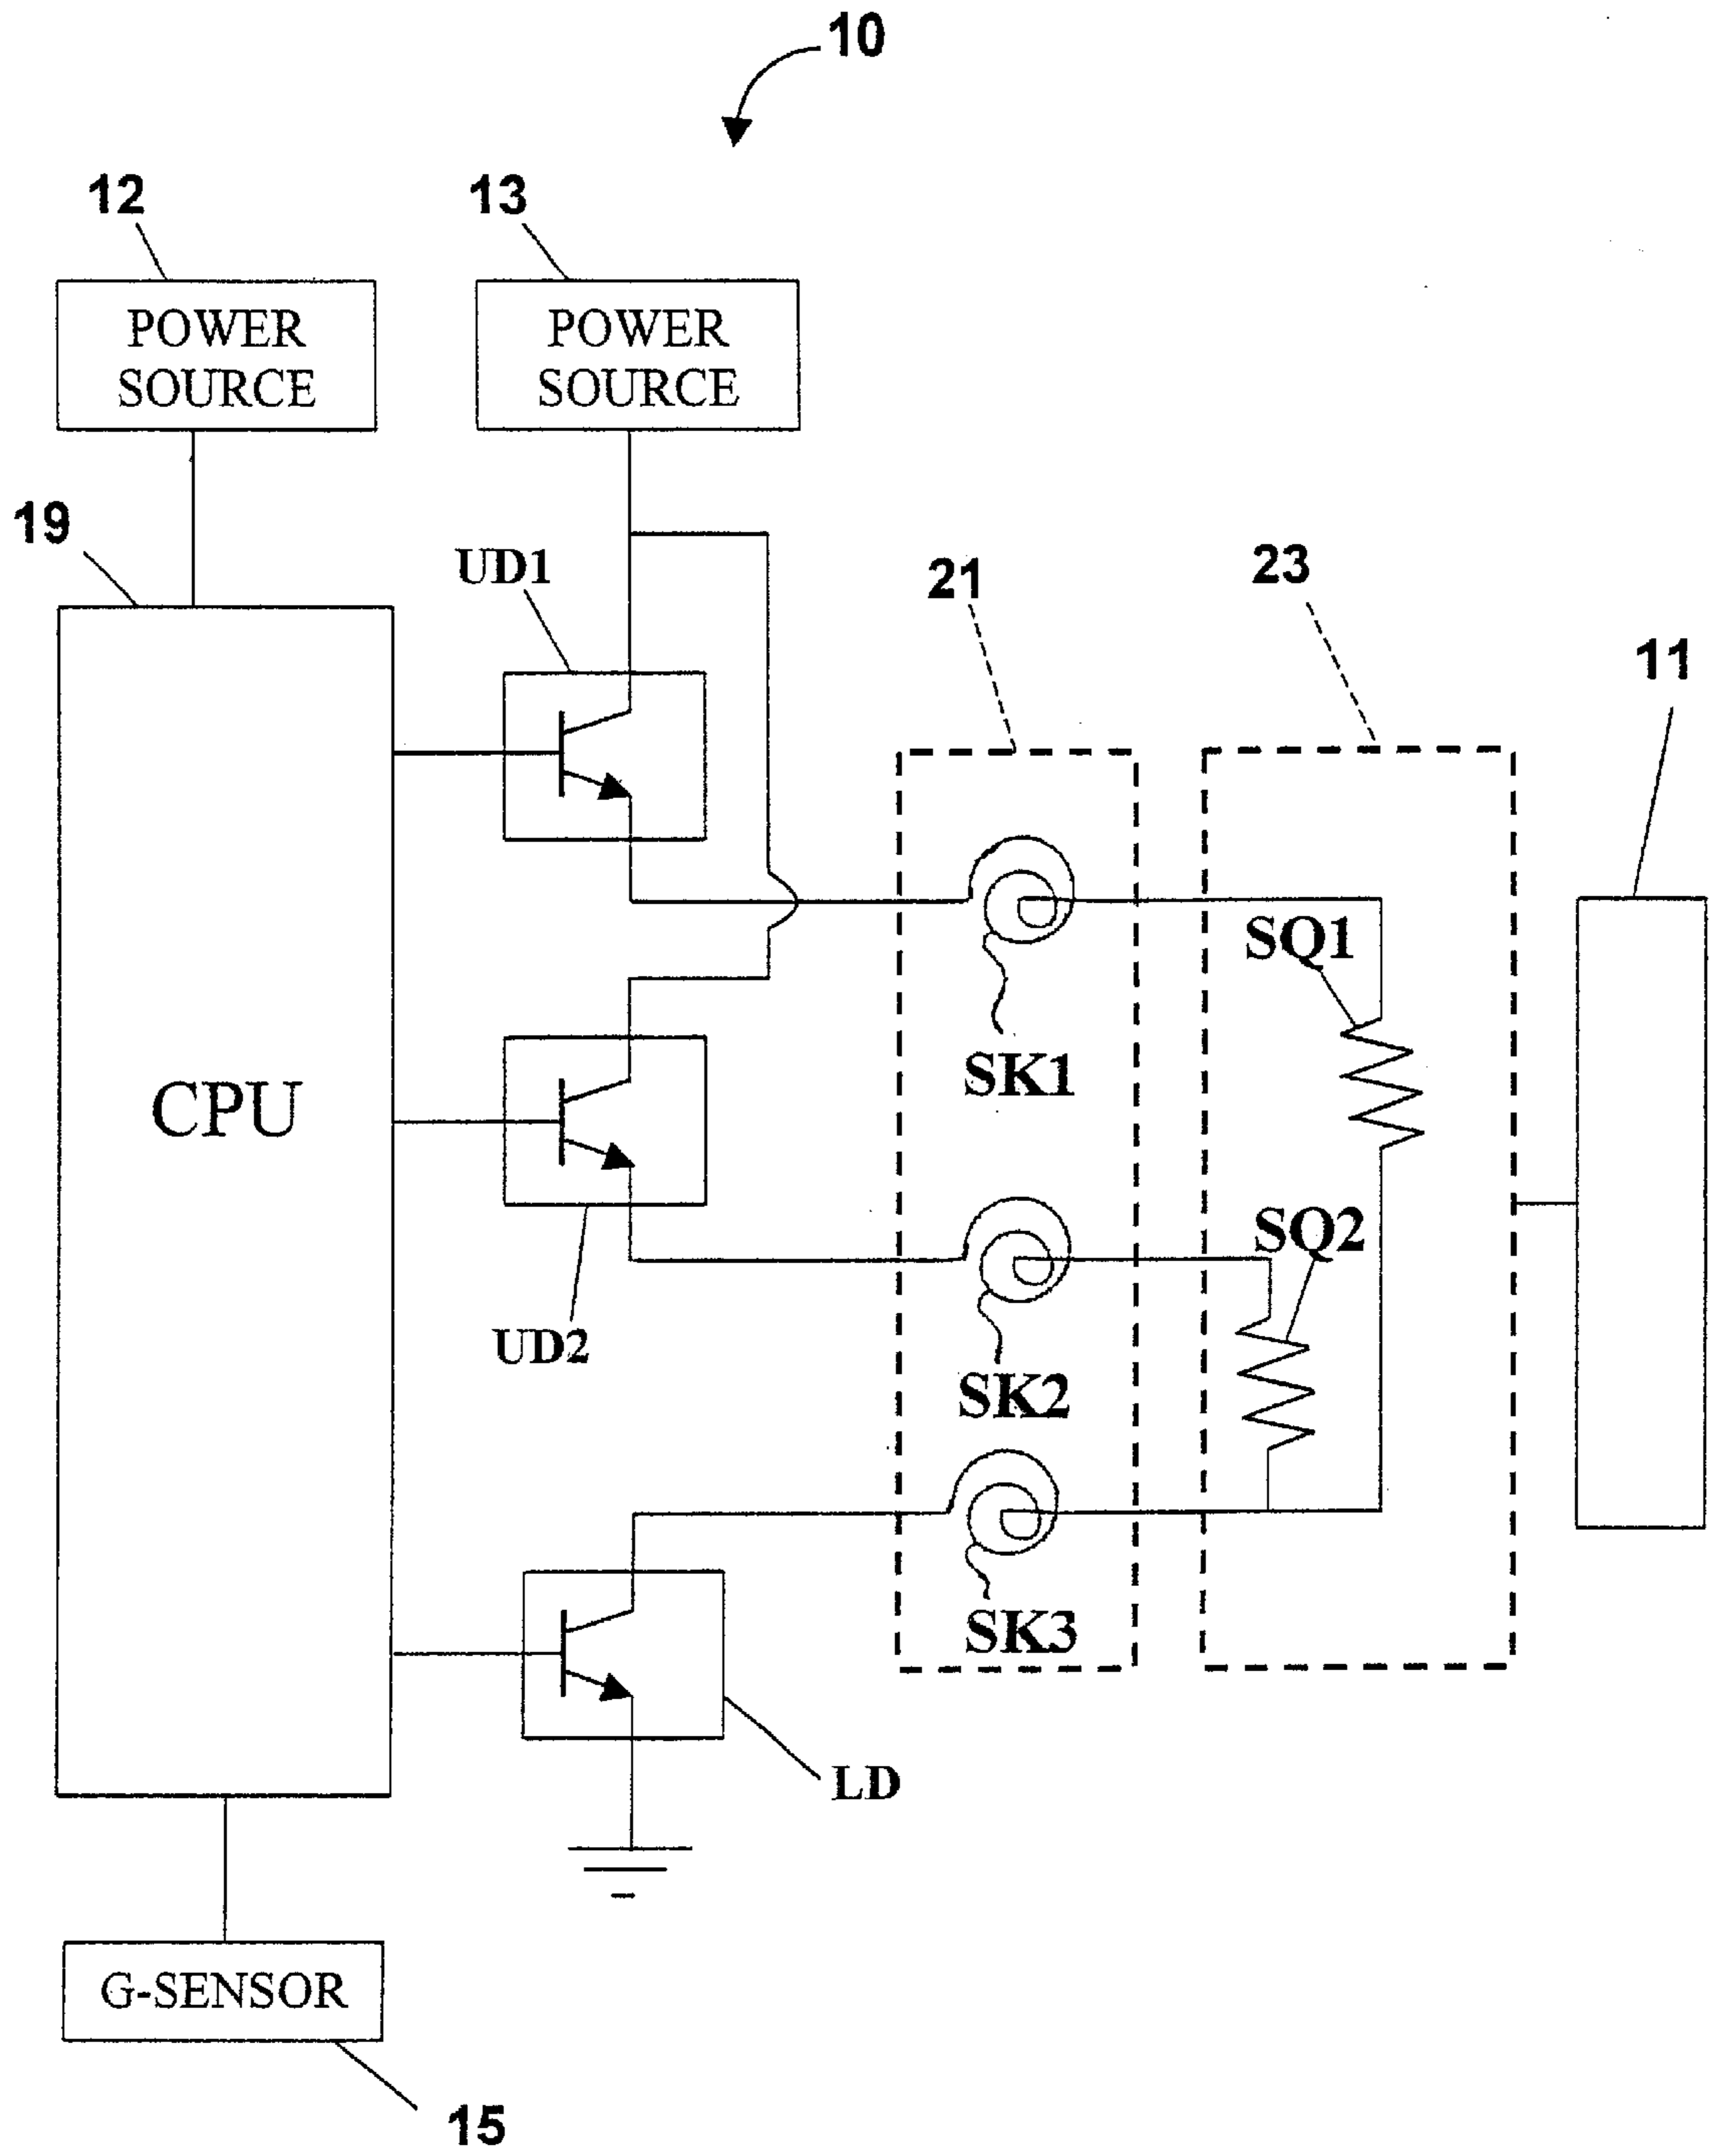 10
12
13
POWER
SOURCE
POWER
SOURCE
19
UD1
21
23
11
SQ1
SK1
CPU
SQ2
UD2
SK2
SK3
LD
G-SENSOR
15